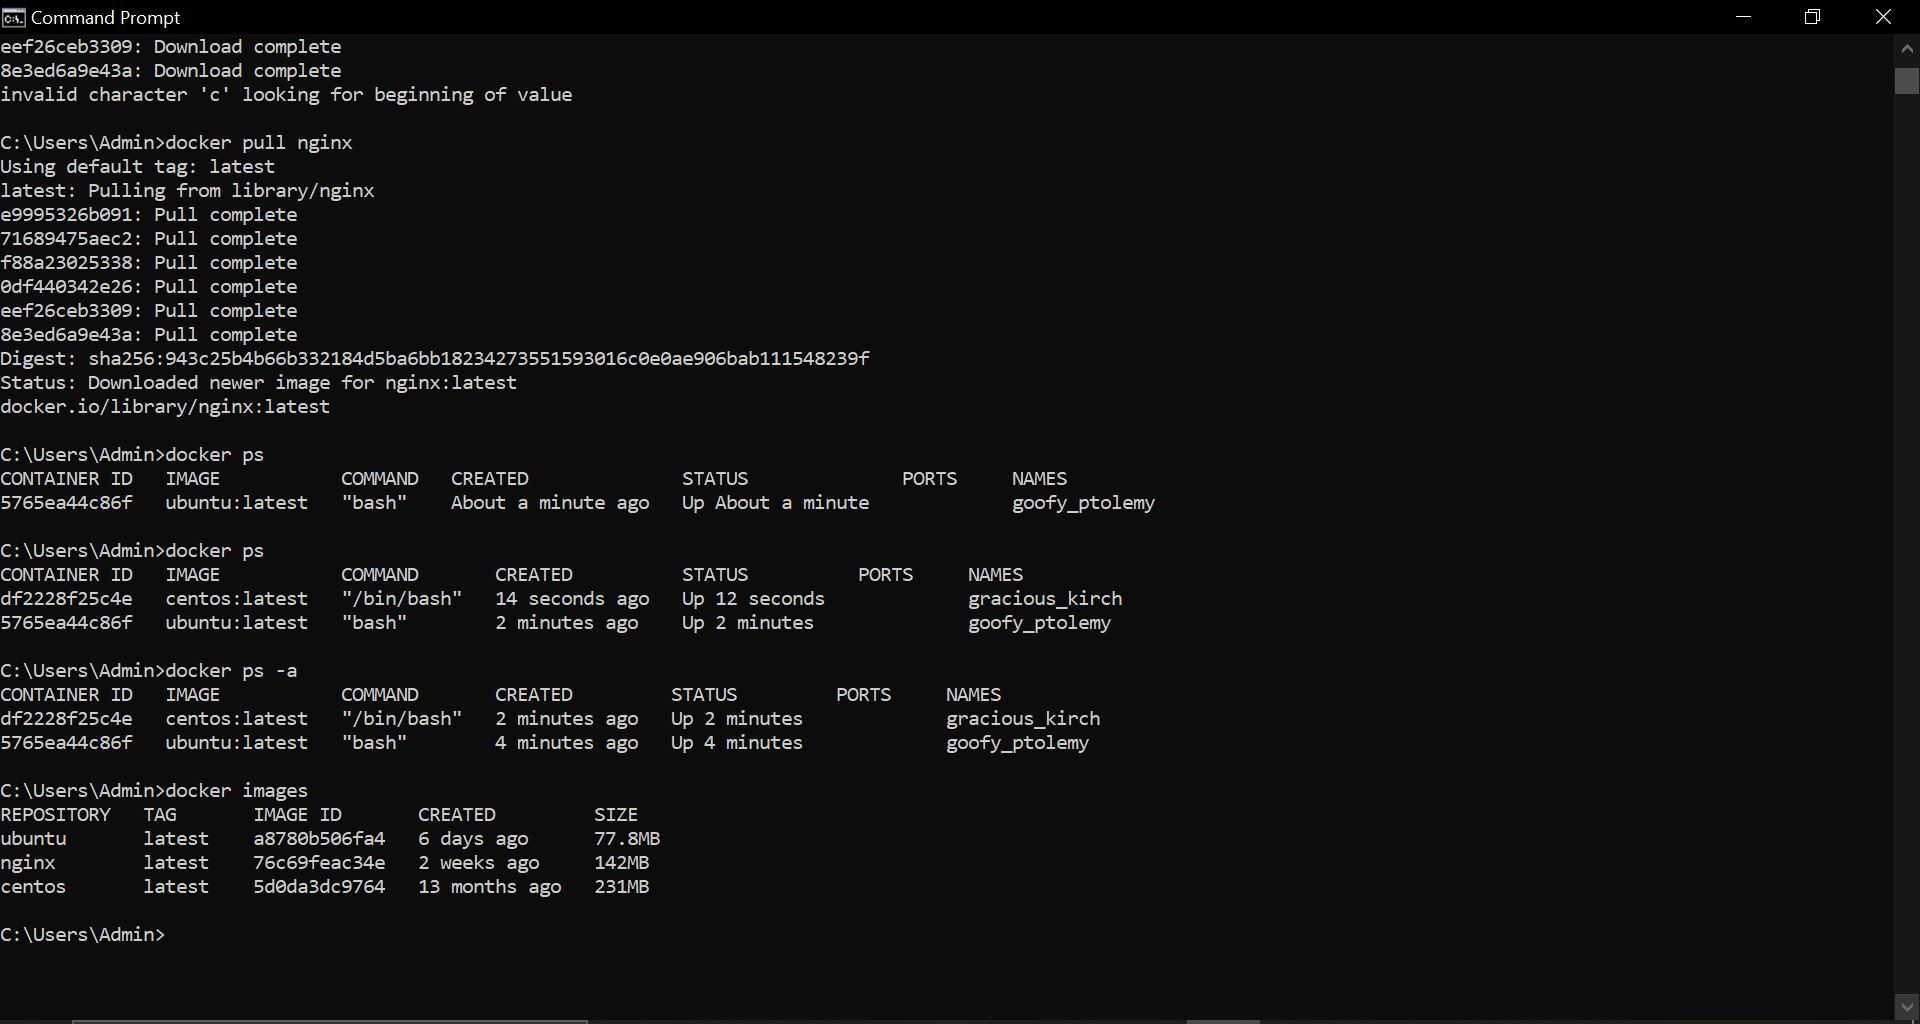 Command Prompt
eef26ceb3309: Download complete
8e3ed6a9e43a: Download complete
invalid character 'c' looking for beginning of value
C:\Users\Admin>docker pull nginx
Using default tag: latest
latest: Pulling from library/nginx
e9995326b091: Pull complete
71689475aec2: Pull complete
f88a23025338: Pull complete
0df440342e26: Pull complete
eef26ceb3309: Pull complete
8e3ed6a9e43a: Pull complete
Digest: sha256:943c25b4b66b332184d5ba6bb18234273551593016c0e0ae906bab111548239f
Status: Downloaded newer image for nginx:latest
docker.io/library/nginx:latest
C:\Users\Admin>docker ps
CONTAINER ID   IMAGE           COMMAND   CREATED              STATUS              PORTS     NAMES
5765ea44c86f   ubuntu:latest   "bash"    About a minute ago   Up About a minute             goofy_ptolemy
C:\Users\Admin>docker ps
CONTAINER ID   IMAGE           COMMAND       CREATED          STATUS          PORTS     NAMES
df2228f25c4e   centos:latest   "/bin/bash"   14 seconds ago   Up 12 seconds             gracious_kirch
5765ea44c86f   ubuntu:latest   "bash"        2 minutes ago    Up 2 minutes              goofy_ptolemy
C:\Users\Admin>docker ps -a
CONTAINER ID   IMAGE           COMMAND       CREATED         STATUS         PORTS     NAMES
df2228f25c4e   centos:latest   "/bin/bash"   2 minutes ago   Up 2 minutes             gracious_kirch
5765ea44c86f   ubuntu:latest   "bash"        4 minutes ago   Up 4 minutes             goofy_ptolemy
C:\Users\Admin>docker images
REPOSITORY   TAG       IMAGE ID       CREATED         SIZE
ubuntu       latest    a8780b506fa4   6 days ago      77.8MB
nginx        latest    76c69feac34e   2 weeks ago     142MB
centos       latest    5d0da3dc9764   13 months ago   231MB
C:\Users\Admin>